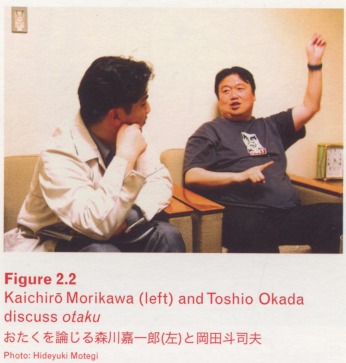 Figure 2.2
Kaichirō Morikawa (left) and Toshio Okada
discuss otaku
おたくを論じる森川嘉一郎(左)と岡田斗司夫
Photo: Hideyuki Motegi